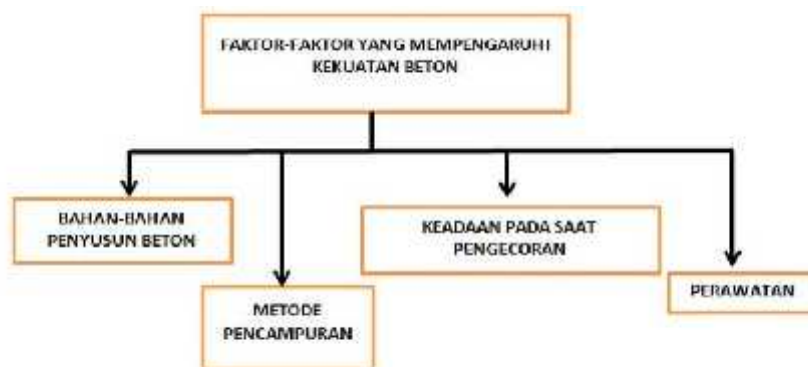 FAKTOR-FAKTOR YANG MEMPENGARUHI
KEKUATAN BETON
BAHAN-BAHAN
PENYUSUN BETON
METODE
PENCAMPURAN
KEADAAN PADA SAAT
PENGECORAN
PERAWATAN